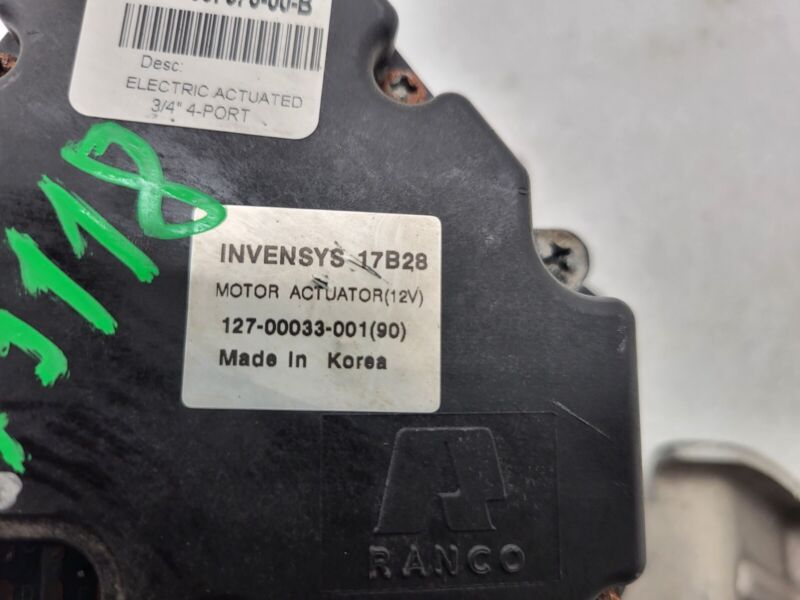 Desc:
ELECTRIC ACTUATED
3/4" 4-PORT
INVENSYS 17B28
MOTOR ACTUATOR(12V)
127-00033-001(90)
Made In Korea
RANCO